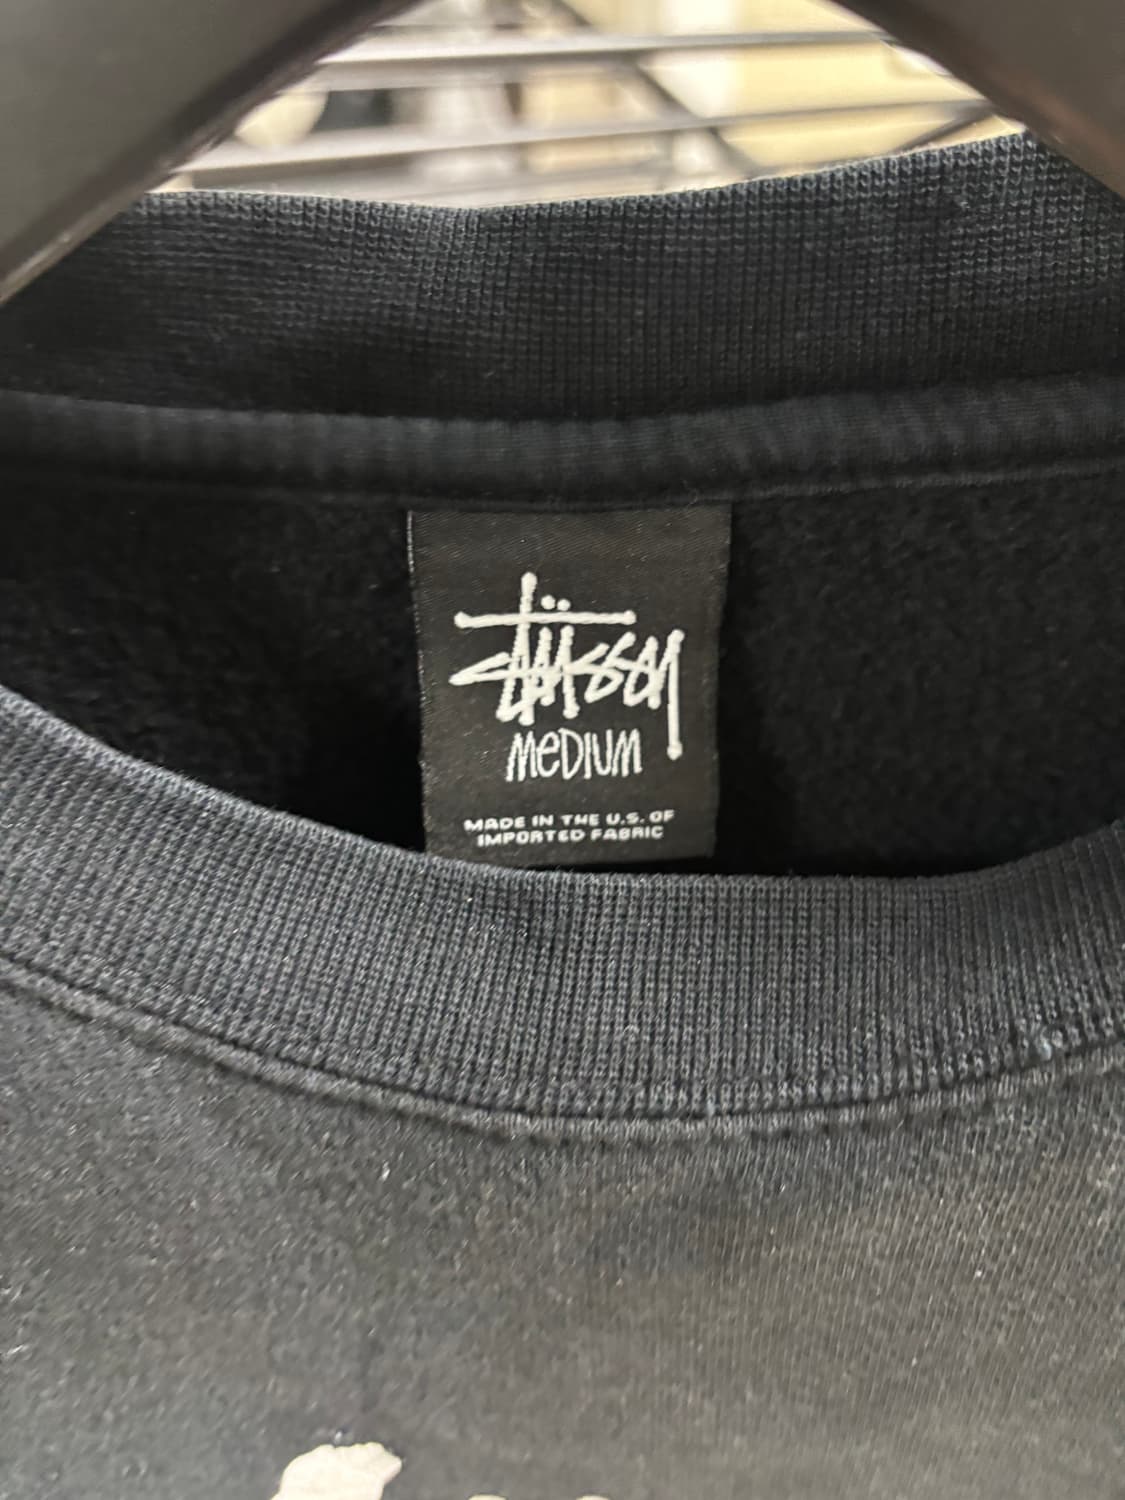 Stüssy
MeDIUM
MADE IN THE U.S. OF
IMPORTED FABRIC